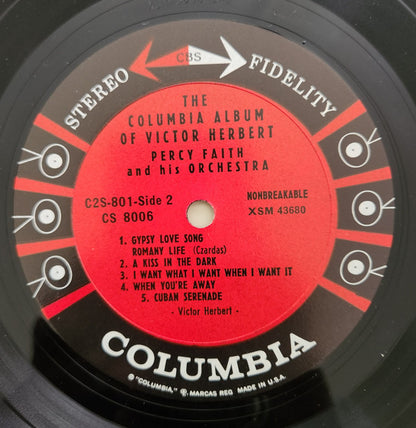 CBS
STEREO FIDELITY
THE
COLUMBIA ALBUM
OF VICTOR HERBERT
PERCY FAITH
and his ORCHESTRA
C2S-801-Side 2 NONBREAKABLE
CS 8006 XSM 43680
1. GYPSY LOVE SONG
ROMANY LIFE (Czardas)
2. A KISS IN THE DARK
3. I WANT WHAT I WANT WHEN I WANT IT
4. WHEN YOU'RE AWAY
5. CUBAN SERENADE
- Victor Herbert -
COLUMBIA
® "COLUMBIA," Ⓟ, MARCAS REG. MADE IN U.S.A.